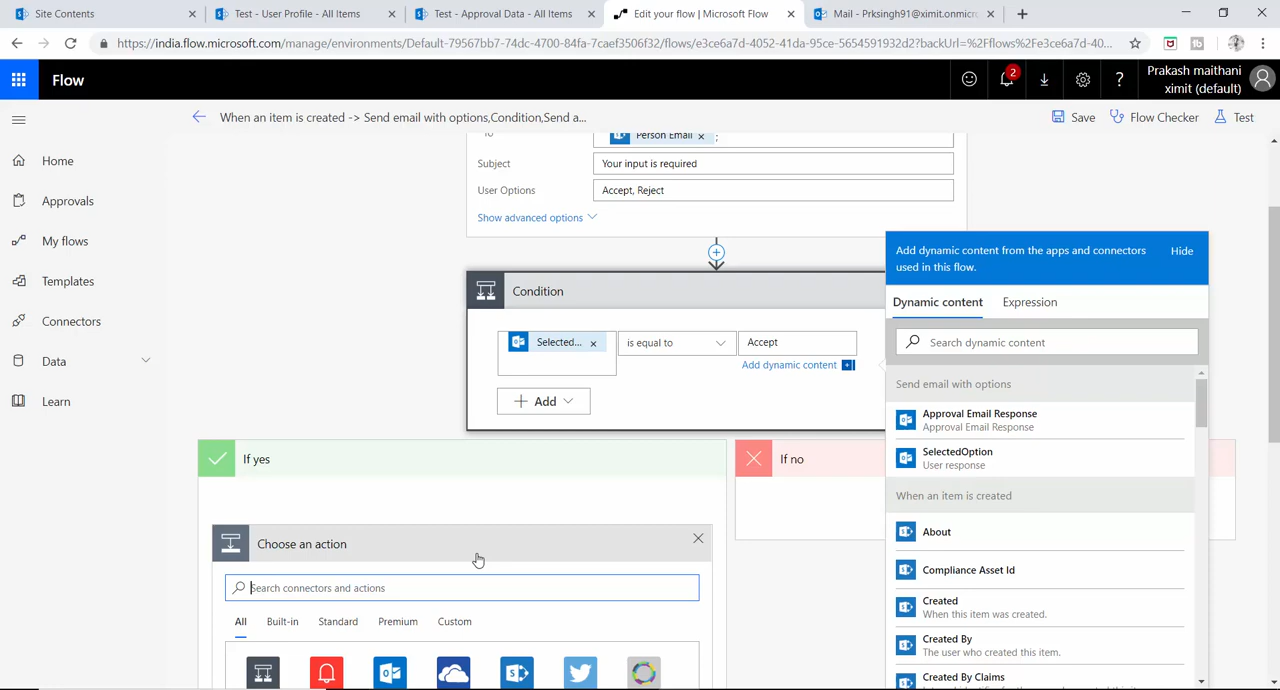 Site Contents
Test - User Profile - All Items
Test - Approval Data - All Items
Edit your flow | Microsoft Flow
Mail - Prksingh91@ximit.onmicro
https://india.flow.microsoft.com/manage/environments/Default-79537bb7-74dc-4700-84fa-7caef3506f32/flows/e3ce6a7d-4052-41da-95ce-5654591932d2?backUrl=%2Fflows%2Fe3ce6a7d-40...
Flow
2
?
Prakash maithani
ximit (default)
When an item is created -> Send email with options,Condition,Send a...
Save
Flow Checker
Test
Home
Approvals
My flows
Templates
Connectors
Data
Learn
To
Person Email
;
Subject
Your input is required
User Options
Accept, Reject
Show advanced options
Condition
Selected...
is equal to
Accept
Add dynamic content
Add
If yes
If no
Choose an action
Search connectors and actions
All
Built-in
Standard
Premium
Custom
Add dynamic content from the apps and connectors
used in this flow.
Hide
Dynamic content
Expression
Search dynamic content
Send email with options
Approval Email Response
Approval Email Response
SelectedOption
User response
When an item is created
About
Compliance Asset Id
Created
When this item was created.
Created By
The user who created this item.
Created By Claims